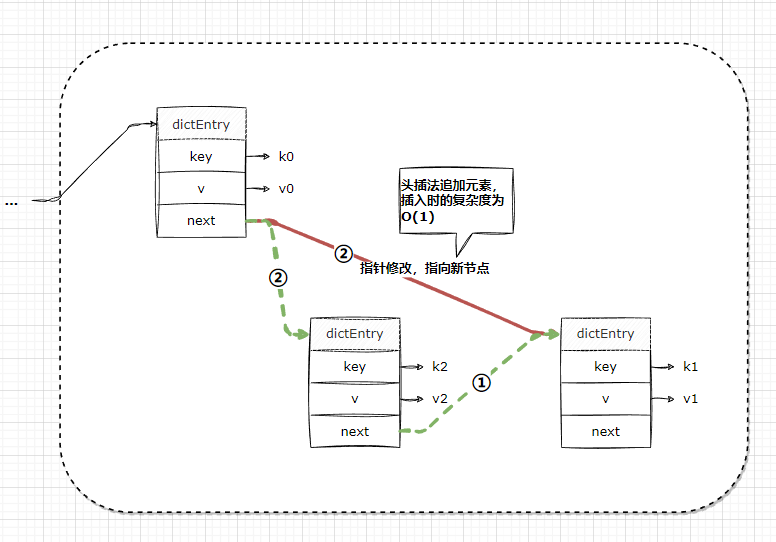 dictEntry
key
k0
v
v0
next
...
头插法追加元素,
插入时的复杂度为
O(1)
②
指针修改，指向新节点
②
dictEntry
key
k2
v
v2
next
①
dictEntry
key
k1
v
v1
next